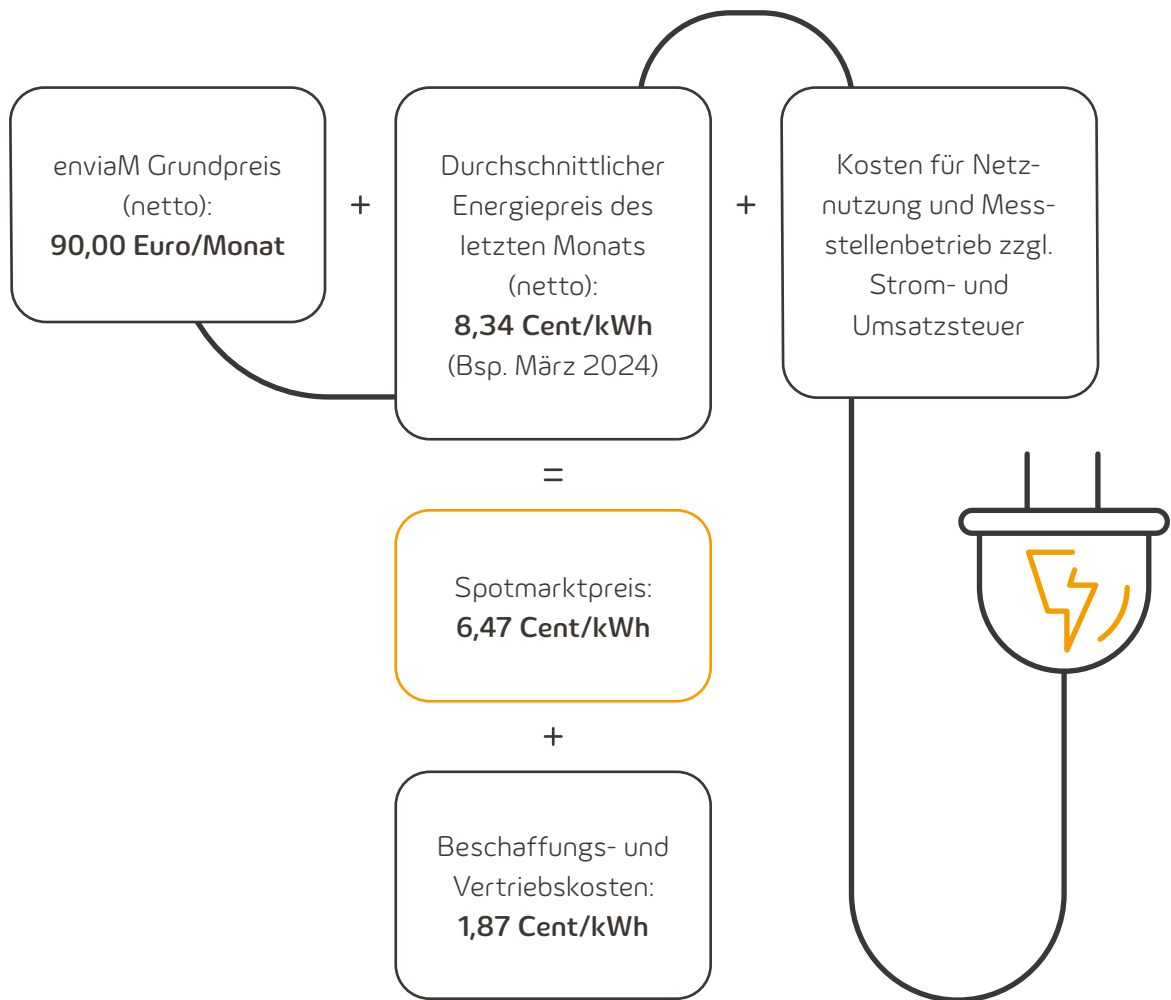 enviaM Grundpreis
(netto):
90,00 Euro/Monat
+
Durchschnittlicher
Energiepreis des
letzten Monats
(netto):
8,34 Cent/kWh
(Bsp. März 2024)
+
Kosten für Netz-
nutzung und Mess-
stellenbetrieb zzgl.
Strom- und
Umsatzsteuer
=
Spotmarktpreis:
6,47 Cent/kWh
+
Beschaffungs- und
Vertriebskosten:
1,87 Cent/kWh